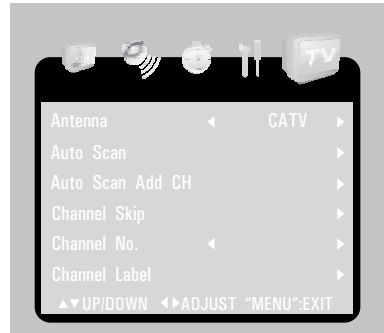 TV
Antenna ◀ CATV ▶
Auto Scan ▶
Auto Scan Add CH ▶
Channel Skip ▶
Channel No. ◀ ▶
Channel Label ▶
▲▼UP/DOWN ◀▶ADJUST "MENU":EXIT